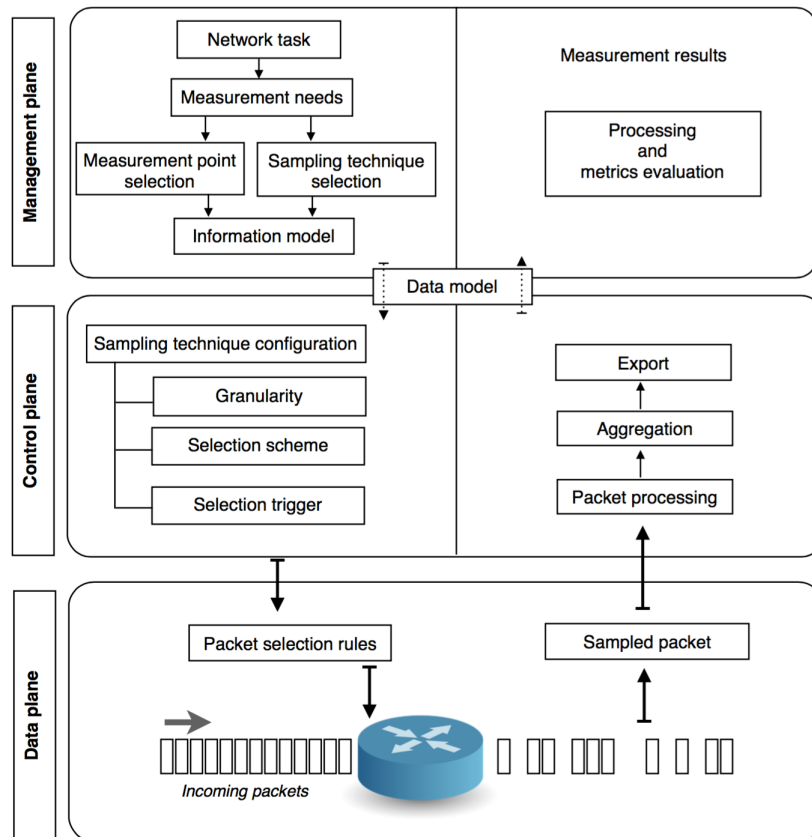 Management plane
Network task
Measurement needs
Measurement point
selection
Sampling technique
selection
Information model
Measurement results
Processing
and
metrics evaluation
Data model
Control plane
Sampling technique configuration
Granularity
Selection scheme
Selection trigger
Export
Aggregation
Packet processing
Data plane
Packet selection rules
Sampled packet
Incoming packets